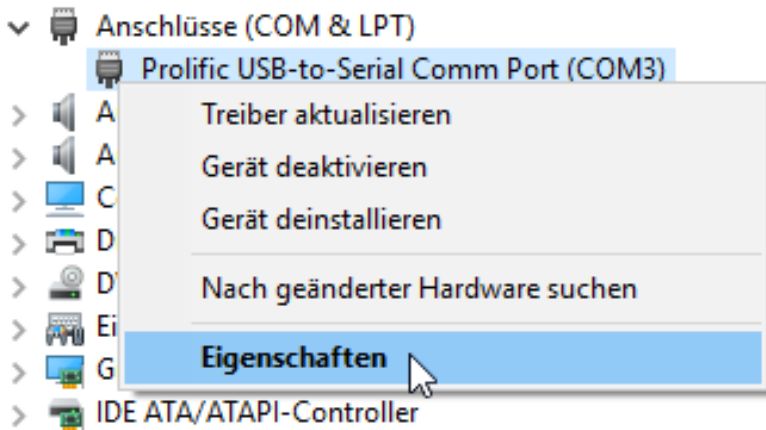 Anschlüsse (COM & LPT)
Prolific USB-to-Serial Comm Port (COM3)
A
Treiber aktualisieren
A
Gerät deaktivieren
C
Gerät deinstallieren
D
D
Nach geänderter Hardware suchen
Ei
Eigenschaften
G
IDE ATA/ATAPI-Controller